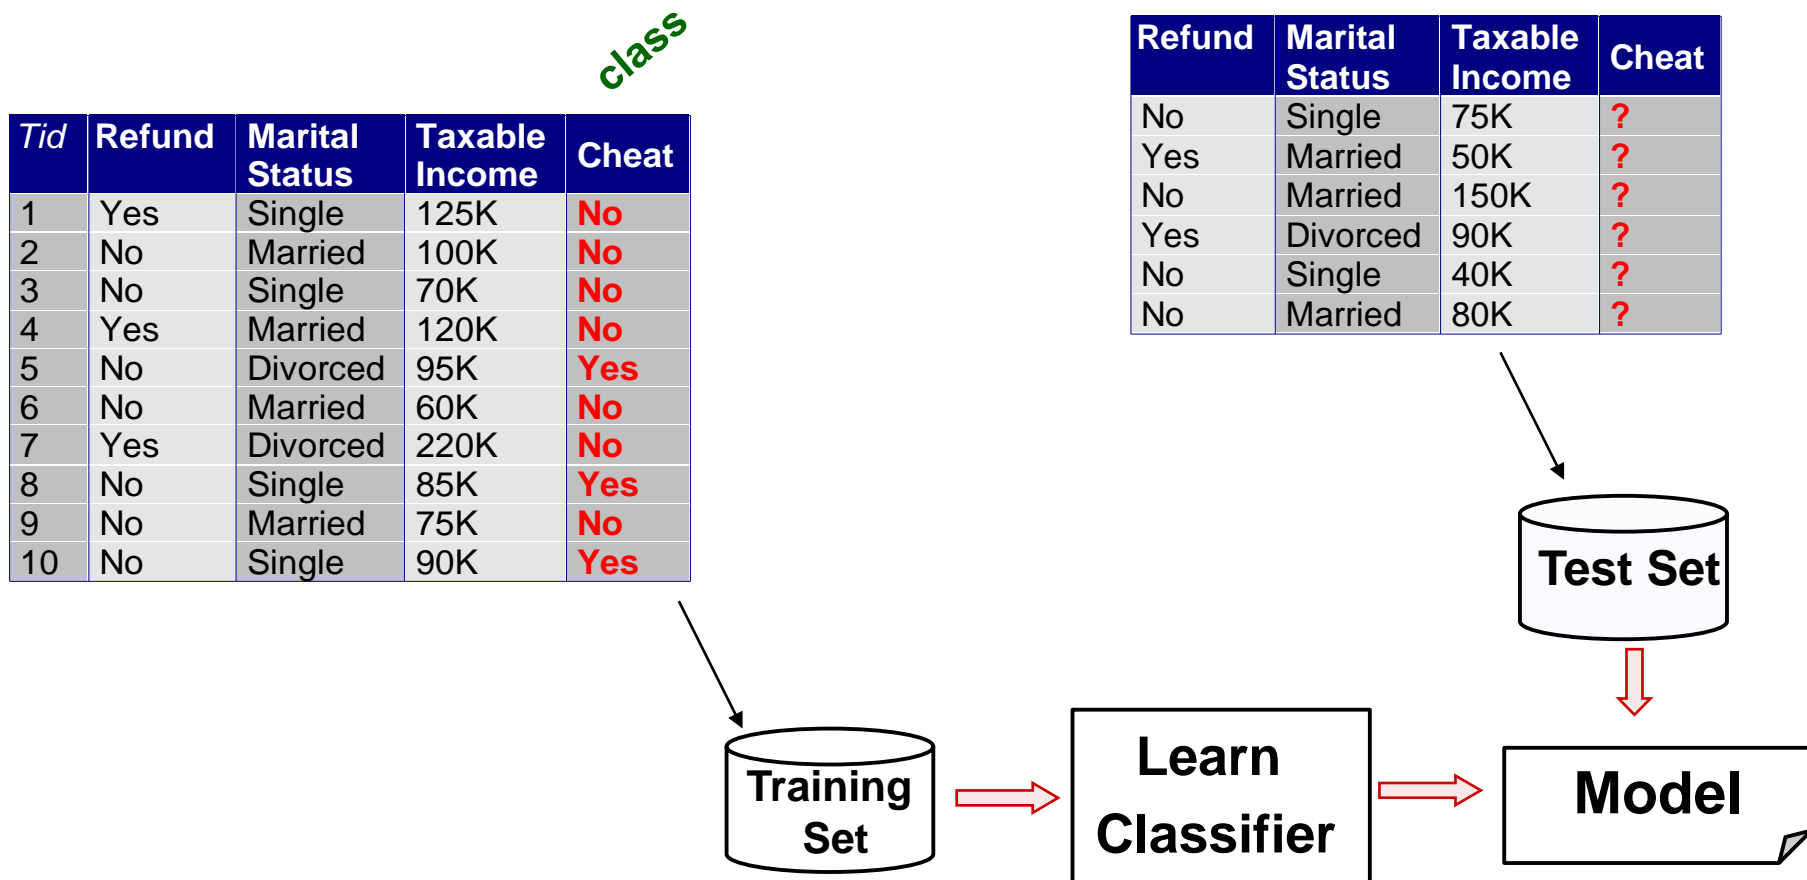 class
Tid Refund Marital Status Taxable Income Cheat
1 Yes Single 125K No
2 No Married 100K No
3 No Single 70K No
4 Yes Married 120K No
5 No Divorced 95K Yes
6 No Married 60K No
7 Yes Divorced 220K No
8 No Single 85K Yes
9 No Married 75K No
10 No Single 90K Yes
Refund Marital Status Taxable Income Cheat
No Single 75K ?
Yes Married 50K ?
No Married 150K ?
Yes Divorced 90K ?
No Single 40K ?
No Married 80K ?
Test Set
Training
Set
Learn
Classifier
Model